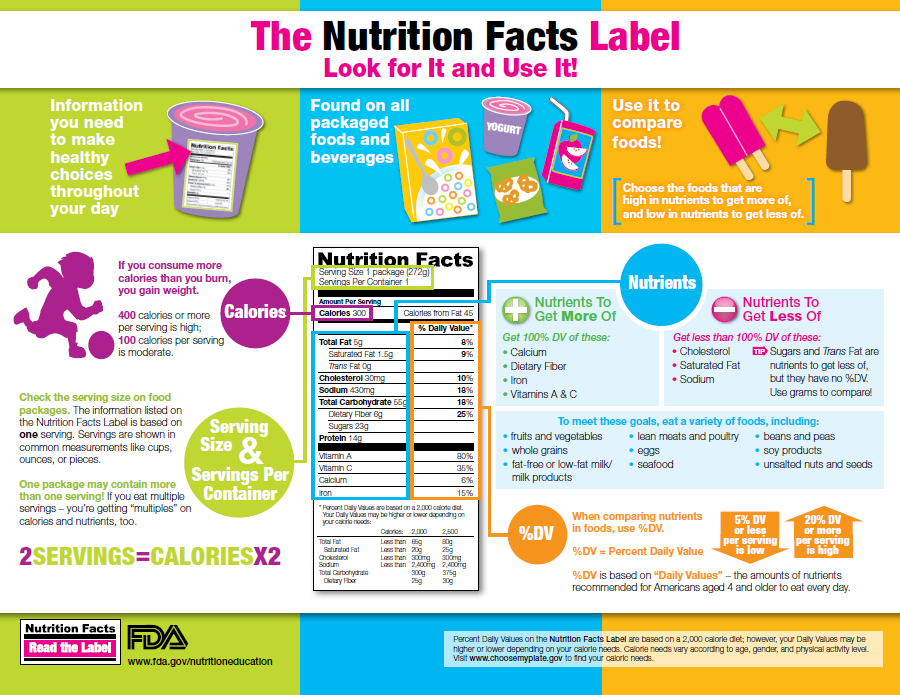 The Nutrition Facts Label
Look for It and Use It!
Information
you need
to make
healthy
choices
throughout
your day
Nutrition Facts
Found on all
packaged
foods and
beverages
YOGURT
Use it to
compare
foods!
Choose the foods that are
high in nutrients to get more of,
and low in nutrients to get less of.
If you consume more
calories than you burn,
you gain weight.
400 calories or more
per serving is high;
100 calories per serving
is moderate.
Calories
Check the serving size on food
packages. The information listed on
the Nutrition Facts Label is based on
one serving. Servings are shown in
common measurements like cups,
ounces, or pieces.
One package may contain more
than one serving! If you eat multiple
servings – you're getting "multiples" on
calories and nutrients, too.
Serving
Size &
Servings Per
Container
2SERVINGS=CALORIESX2
Nutrition Facts
Serving Size 1 package (272g)
Servings Per Container 1
Amount Per Serving
Calories 300 Calories from Fat 45
% Daily Value*
Total Fat 5g 8%
Saturated Fat 1.5g 9%
Trans Fat 0g
Cholesterol 30mg 10%
Sodium 430mg 18%
Total Carbohydrate 55g 18%
Dietary Fiber 6g 25%
Sugars 23g
Protein 14g
Vitamin A 80%
Vitamin C 35%
Calcium 6%
Iron 15%
* Percent Daily Values are based on a 2,000 calorie diet.
Your Daily Values may be higher or lower depending on
your calorie needs:
Calories: 2,000 2,500
Total Fat Less than 65g 80g
Saturated Fat Less than 20g 25g
Cholesterol Less than 300mg 300mg
Sodium Less than 2,400mg 2,400mg
Total Carbohydrate 300g 375g
Dietary Fiber 25g 30g
Nutrients
Nutrients To
Get More Of
Get 100% DV of these:
• Calcium
• Dietary Fiber
• Iron
• Vitamins A & C
Nutrients To
Get Less Of
Get less than 100% DV of these:
• Cholesterol
• Saturated Fat
• Sodium
TIP Sugars and Trans Fat are
nutrients to get less of,
but they have no %DV.
Use grams to compare!
To meet these goals, eat a variety of foods, including:
• fruits and vegetables
• whole grains
• fat-free or low-fat milk/
milk products
• lean meats and poultry
• eggs
• seafood
• beans and peas
• soy products
• unsalted nuts and seeds
%DV
When comparing nutrients
in foods, use %DV.
%DV = Percent Daily Value
5% DV
or less
per serving
is low
20% DV
or more
per serving
is high
%DV is based on "Daily Values" – the amounts of nutrients
recommended for Americans aged 4 and older to eat every day.
Nutrition Facts
Read the Label
FDA
www.fda.gov/nutritioneducation
Percent Daily Values on the Nutrition Facts Label are based on a 2,000 calorie diet; however, your Daily Values may be
higher or lower depending on your calorie needs. Calorie needs vary according to age, gender, and physical activity level.
Visit www.choosemyplate.gov to find your caloric needs.